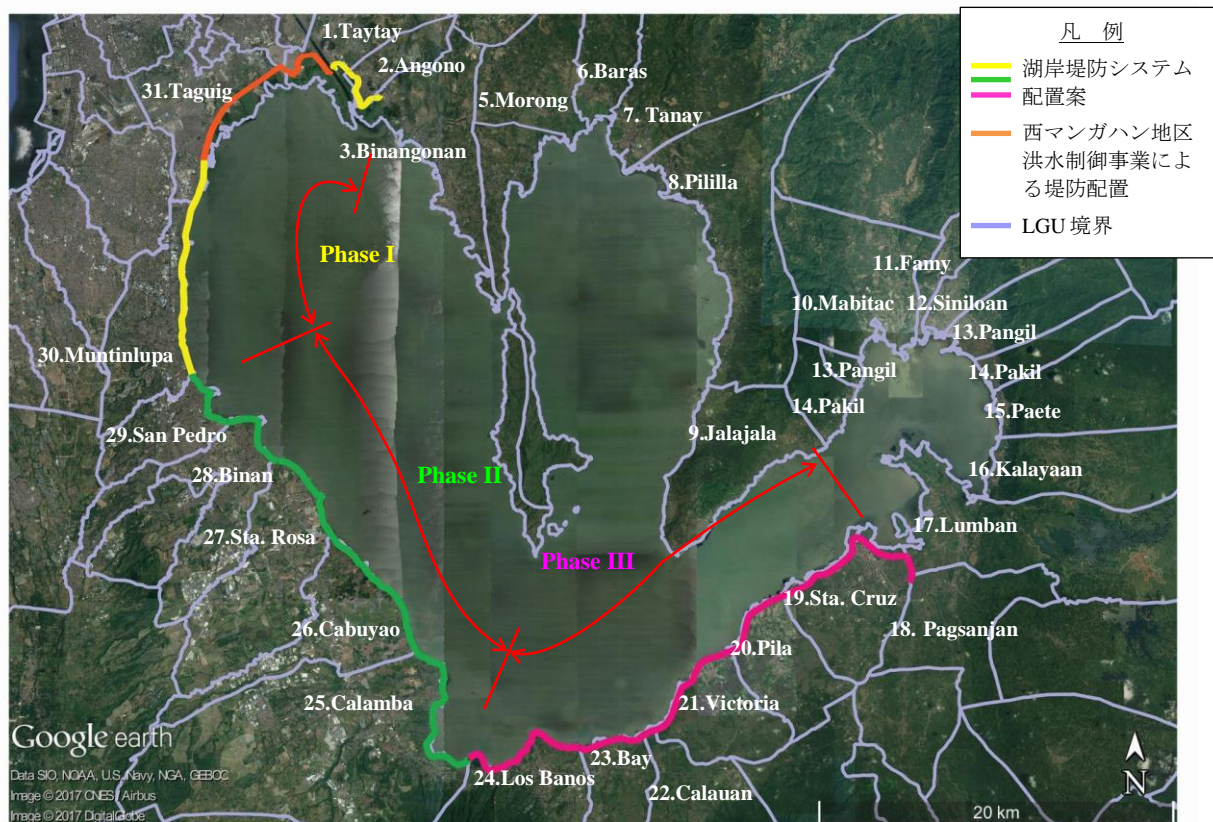 凡 例
湖岸堤防システム
配置案
西マンガハン地区
洪水制御事業によ
る堤防配置
LGU 境界
1.Taytay
2.Angono
31.Taguig
5.Morong
6.Baras
7. Tanay
3.Binangonan
8.Pililla
Phase I
11.Famy
10.Mabitac
12.Siniloan
13.Pangil
30.Muntinlupa
13.Pangil
14.Pakil
14.Pakil
15.Paete
29.San Pedro
9.Jalajala
28.Binan
Phase II
16.Kalayaan
27.Sta. Rosa
17.Lumban
Phase III
19.Sta. Cruz
26.Cabuyao
18. Pagsanjan
20.Pila
25.Calamba
21.Victoria
23.Bay
24.Los Banos
22.Calauan
Google earth
Data SIO, NOAA, U.S. Navy, NGA, GEBCO
Image © 2017 CNES / Airbus
Image © 2017 DigitalGlobe
N
20 km